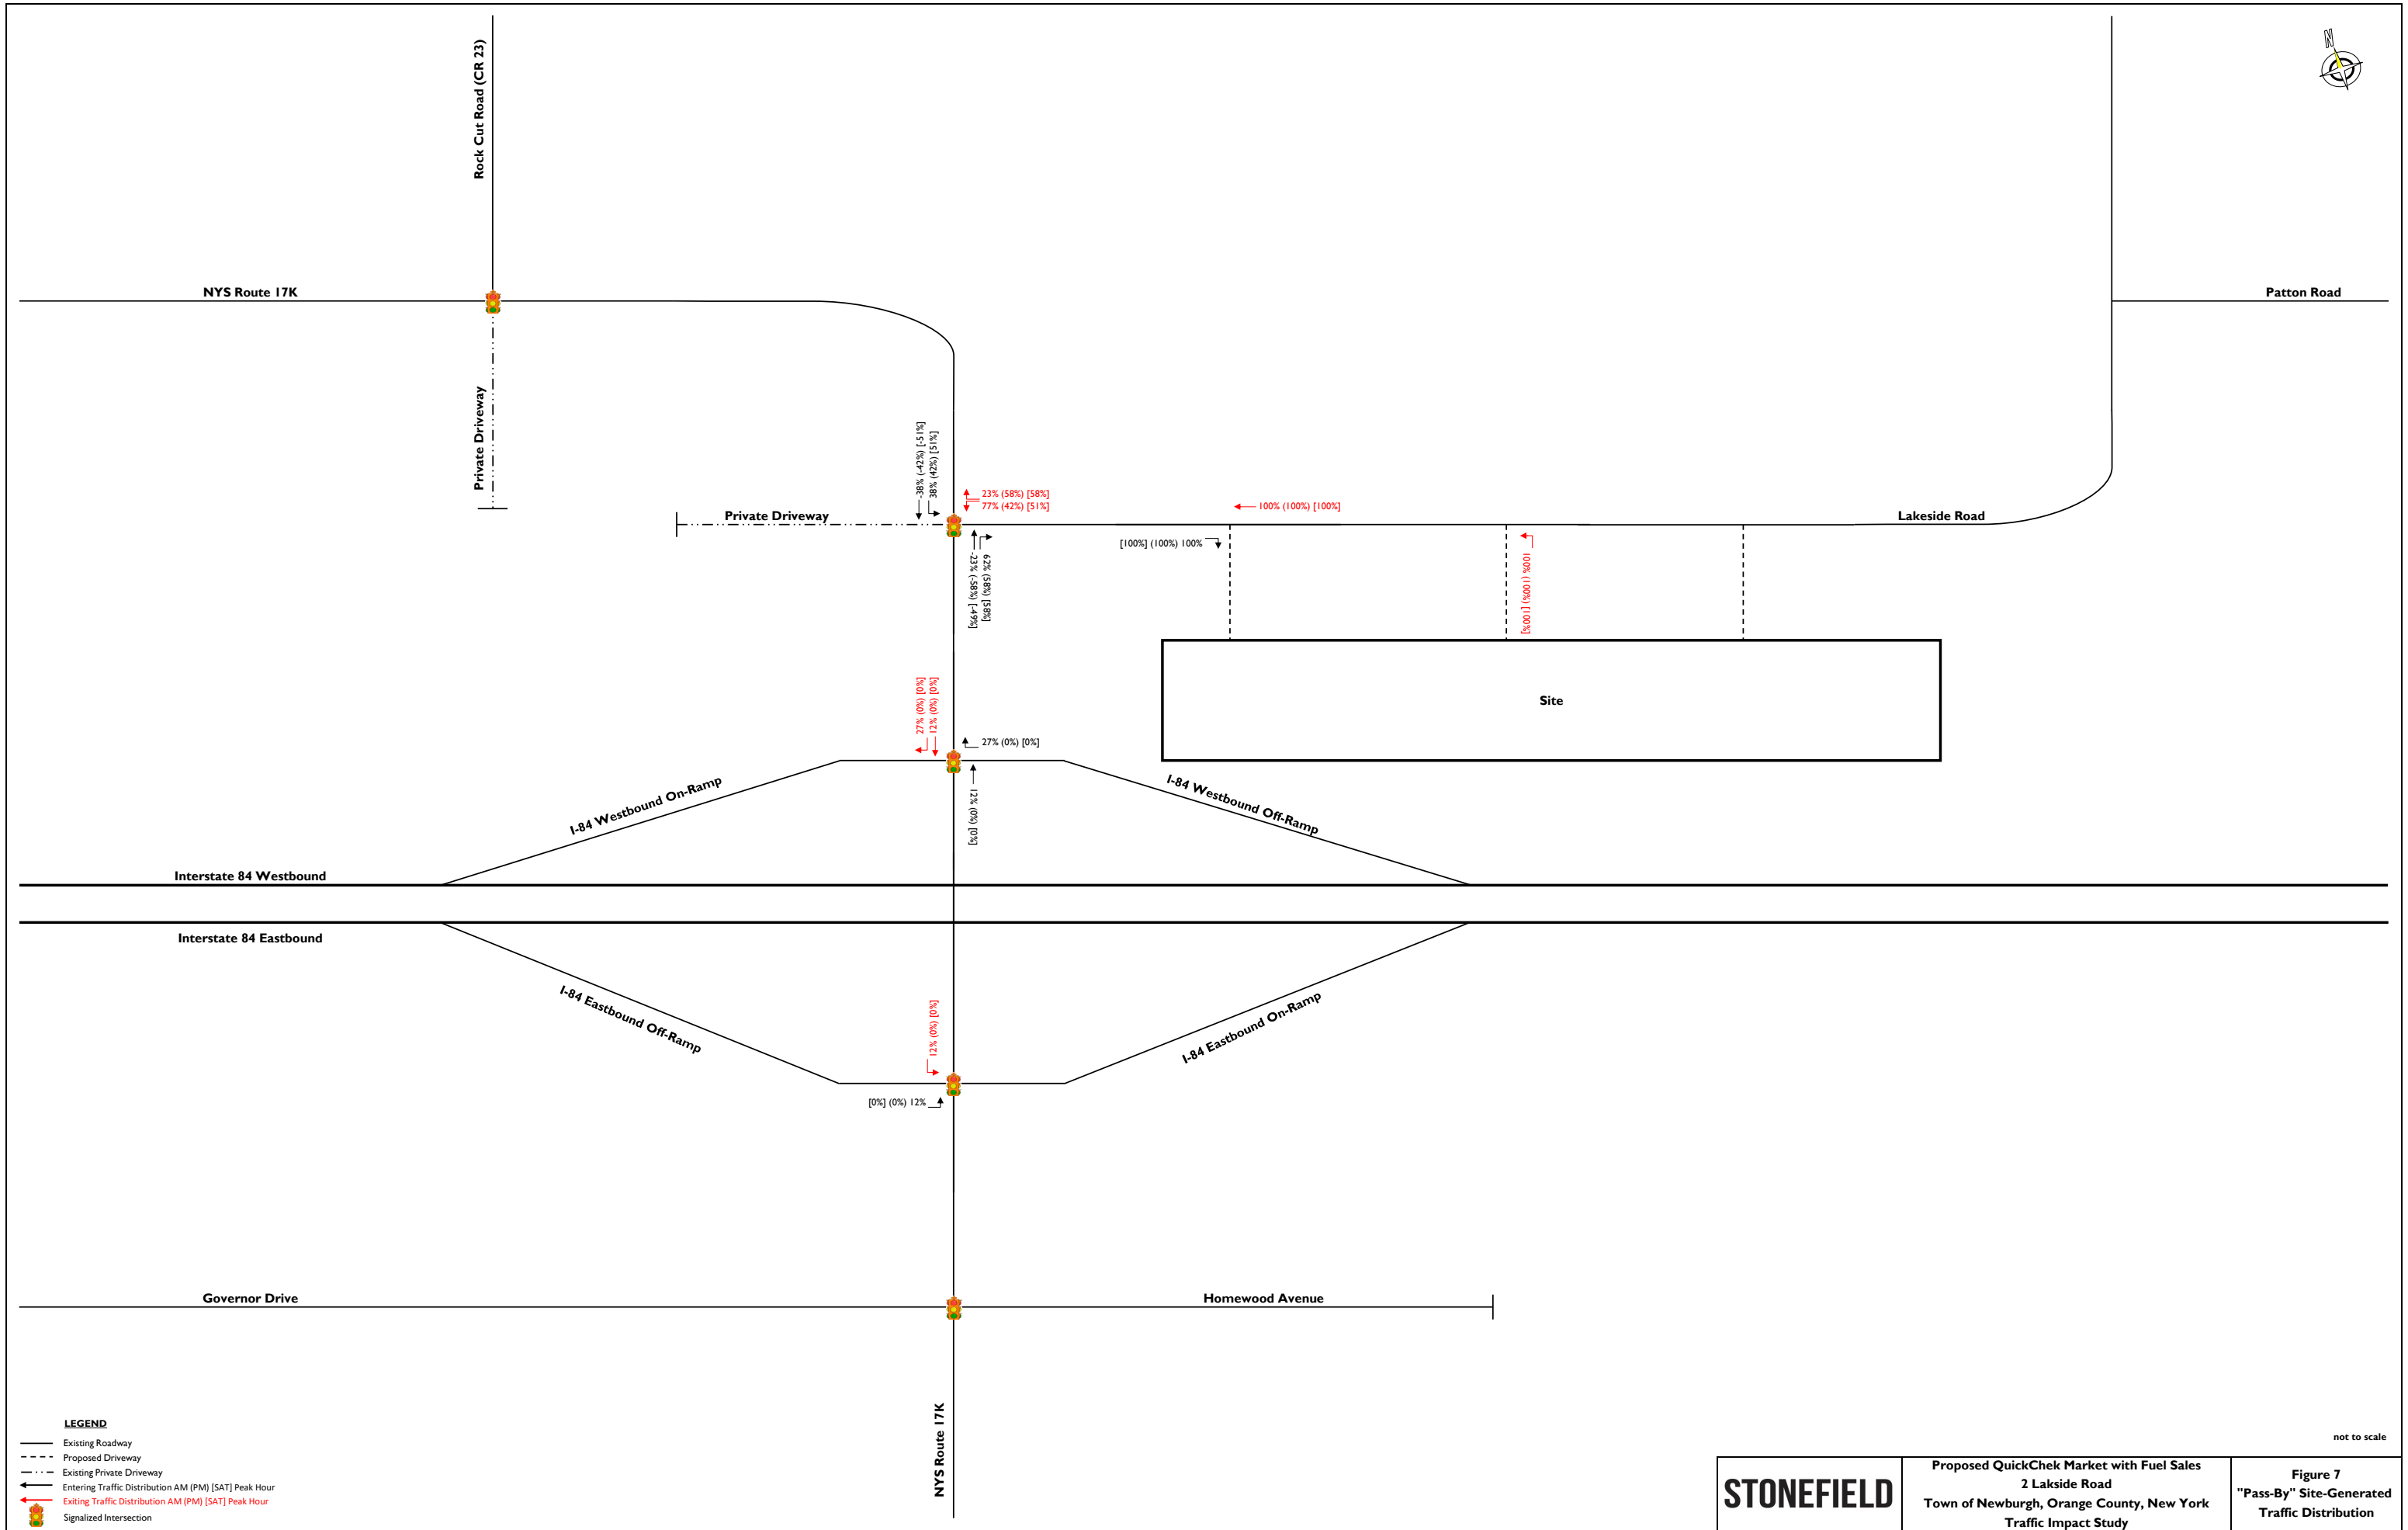 N
Rock Cut Road (CR 23)
NYS Route 17K
Patton Road
Private Driveway
-38% (-42%) [-51%]
38% (42%) [51%]
23% (58%) [58%]
77% (42%) [51%]
100% (100%) [100%]
Private Driveway
Lakeside Road
[100%] (100%) 100%
62% (58%) [58%]
-23% (-58%) [-49%]
100% (100%) [100%]
Site
27% (0%) [0%]
12% (0%) [0%]
27% (0%) [0%]
12% (0%) [0%]
I-84 Westbound On-Ramp
I-84 Westbound Off-Ramp
Interstate 84 Westbound
Interstate 84 Eastbound
I-84 Eastbound Off-Ramp
I-84 Eastbound On-Ramp
12% (0%) [0%]
[0%] (0%) 12%
Governor Drive
Homewood Avenue
NYS Route 17K
LEGEND
Existing Roadway
Proposed Driveway
Existing Private Driveway
Entering Traffic Distribution AM (PM) [SAT] Peak Hour
Exiting Traffic Distribution AM (PM) [SAT] Peak Hour
Signalized Intersection
not to scale
STONEFIELD
Proposed QuickChek Market with Fuel Sales
2 Lakside Road
Town of Newburgh, Orange County, New York
Traffic Impact Study
Figure 7
"Pass-By" Site-Generated
Traffic Distribution